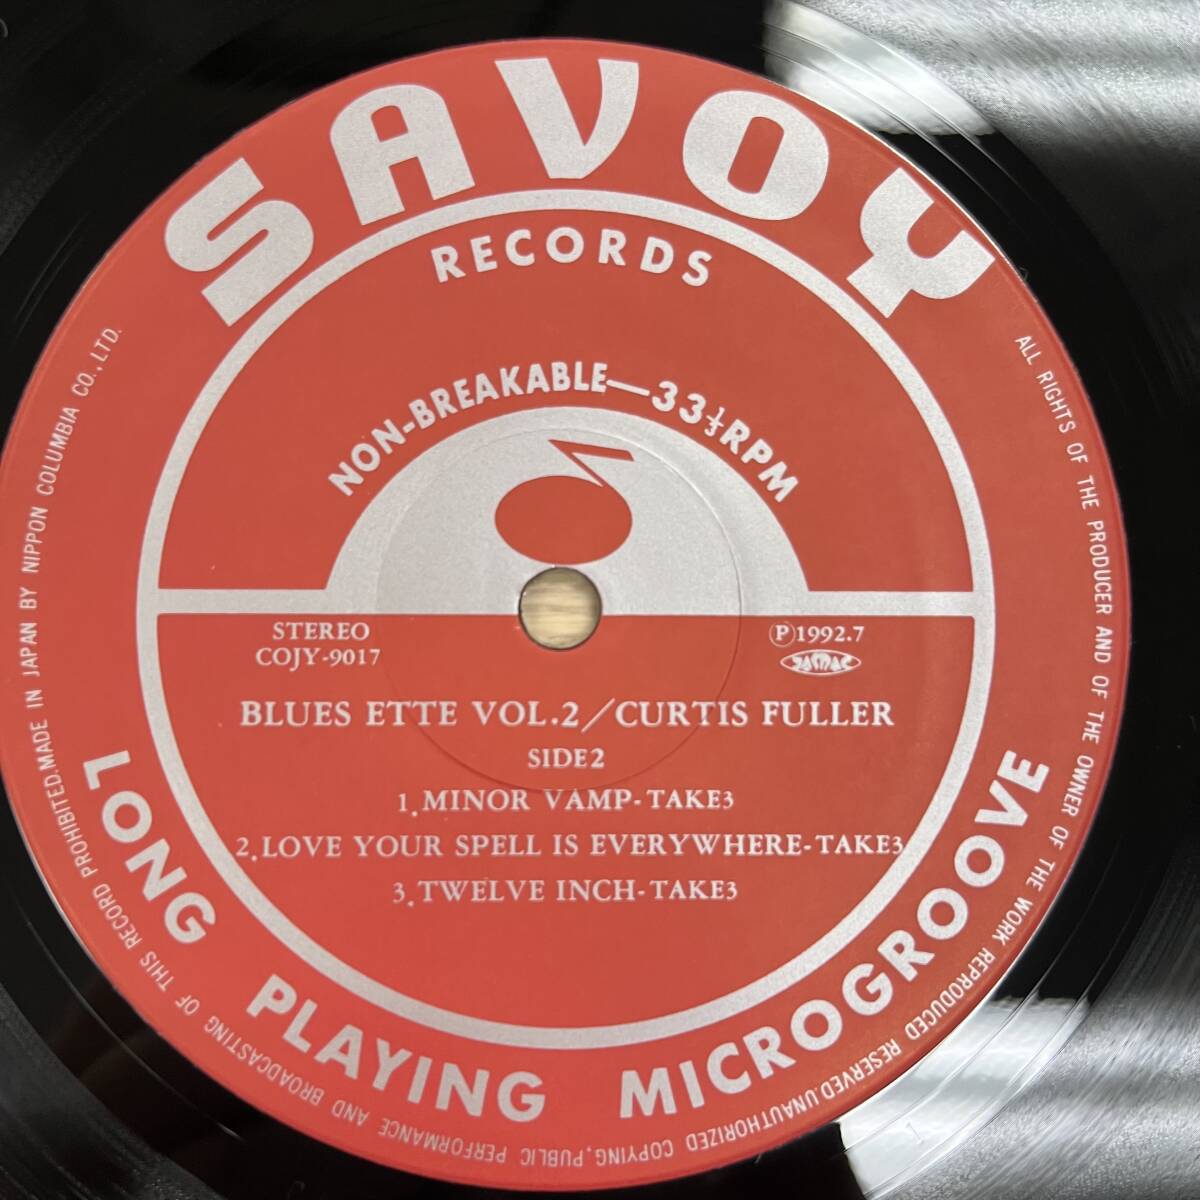 SAVOY
RECORDS
NON-BREAKABLE—33⅓RPM
STEREO
COJY-9017
Ⓟ1992.7
JASRAC
BLUES ETTE VOL.2/CURTIS FULLER
SIDE2
1.MINOR VAMP-TAKE3
2.LOVE YOUR SPELL IS EVERYWHERE-TAKE3
3.TWELVE INCH-TAKE3
LONG PLAYING MICROGROOVE
ALL RIGHTS OF THE PRODUCER AND OF THE OWNER OF THE WORK REPRODUCED RESERVED.UNAUTHORIZED COPYING,PUBLIC PERFORMANCE AND BROADCASTING OF THIS RECORD PROHIBITED.MADE IN JAPAN BY NIPPON COLUMBIA CO.,LTD.